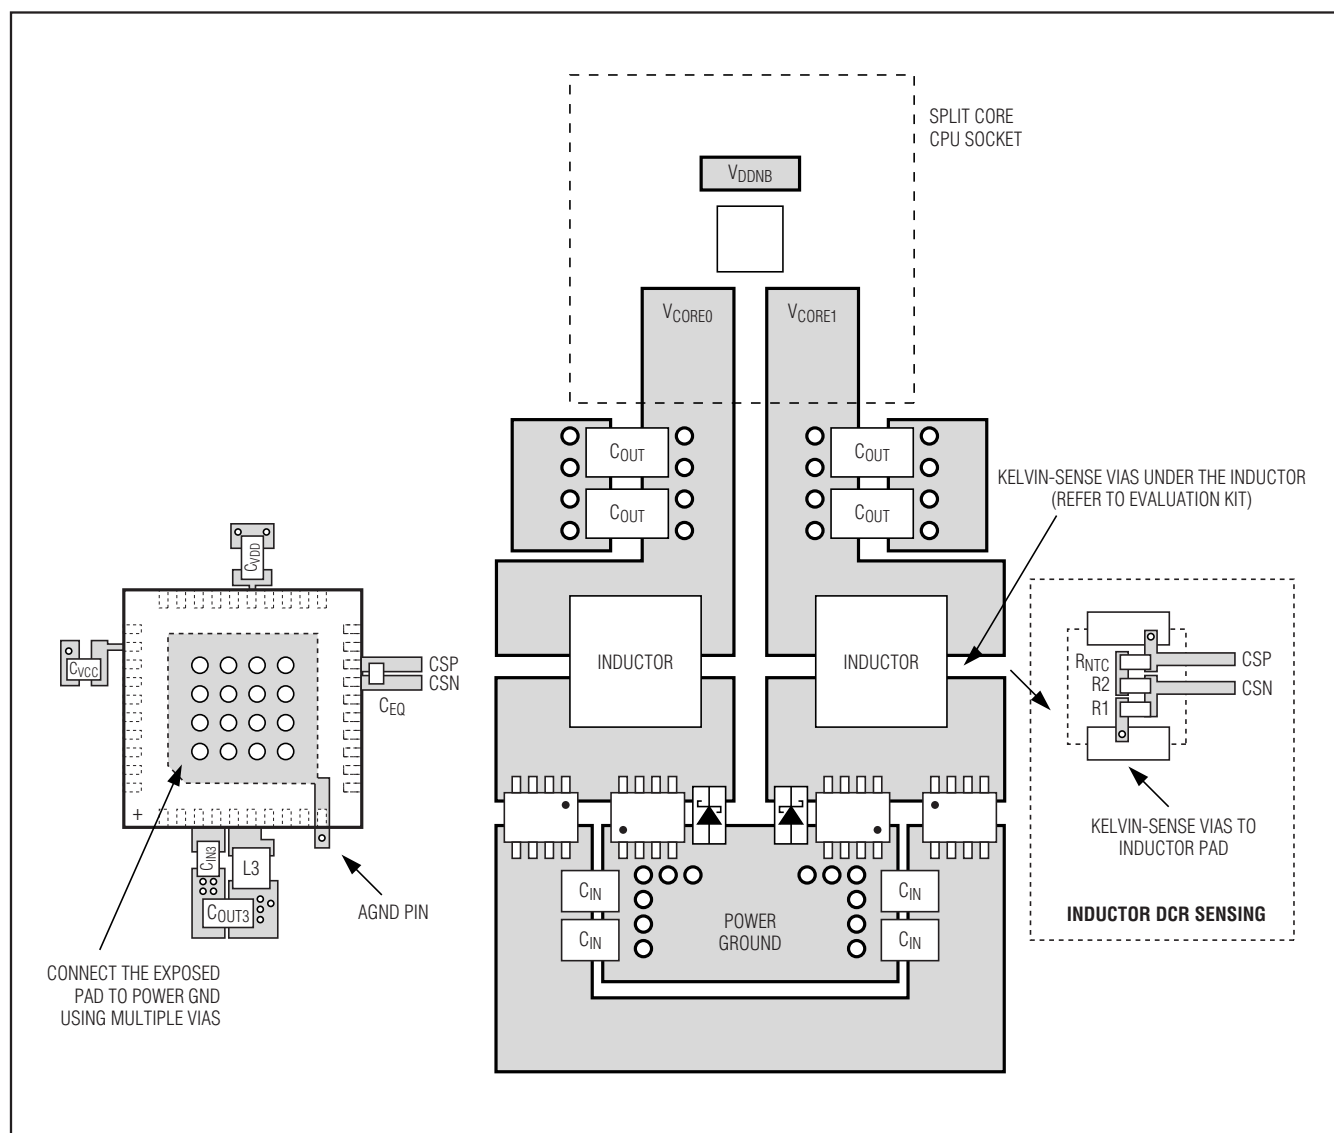 SPLIT CORE
CPU SOCKET
VDDNB
VCORE0
VCORE1
COUT
COUT
COUT
COUT
KELVIN-SENSE VIAS UNDER THE INDUCTOR
(REFER TO EVALUATION KIT)
CVDD
CVCC
CSP
CSN
CEQ
INDUCTOR
INDUCTOR
RNTC
R2
R1
CSP
CSN
+
CIN3
L3
COUT3
AGND PIN
CIN
CIN
CIN
CIN
POWER
GROUND
KELVIN-SENSE VIAS TO
INDUCTOR PAD
INDUCTOR DCR SENSING
CONNECT THE EXPOSED
PAD TO POWER GND
USING MULTIPLE VIAS